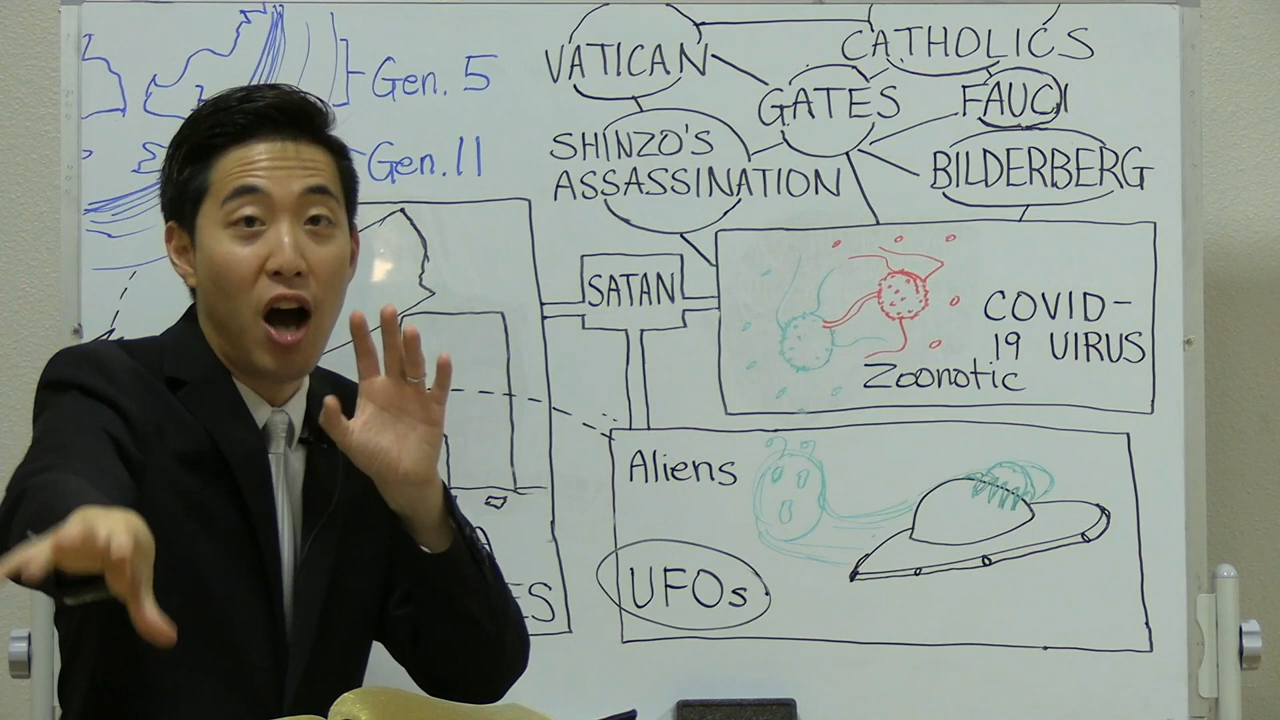 Gen. 5
Gen. 11
VATICAN
CATHOLICS
GATES
FAUCI
SHINZO'S
ASSASSINATION
BILDERBERG
SATAN
COVID-
19 VIRUS
Zoonotic
Aliens
UFOs